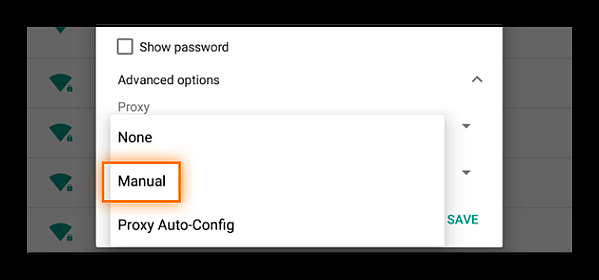 Show password
Advanced options
Proxy
None
Manual
Proxy Auto-Config
SAVE